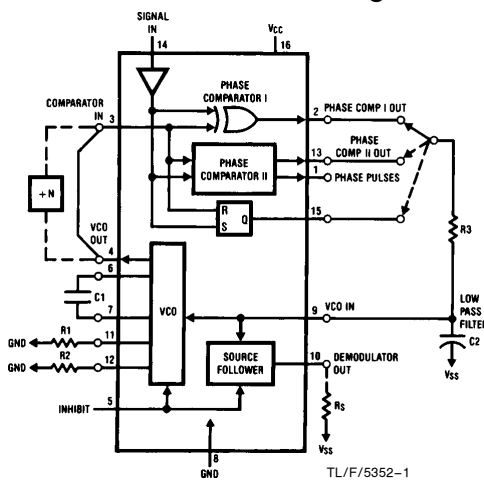 SIGNAL
IN
VCC
14
16
PHASE
COMPARATOR I
COMPARATOR
IN
3
2
PHASE COMP I OUT
PHASE
COMP II OUT
13
PHASE
COMPARATOR II
1
PHASE PULSES
÷N
R
S
Q
15
VCO
OUT
4
R3
6
C1
VCO
7
9
VCO IN
LOW
PASS
FILTER
GND
R1
11
C2
GND
R2
12
SOURCE
FOLLOWER
10
DEMODULATOR
OUT
VSS
INHIBIT
5
RS
8
GND
VSS
TL/F/5352–1